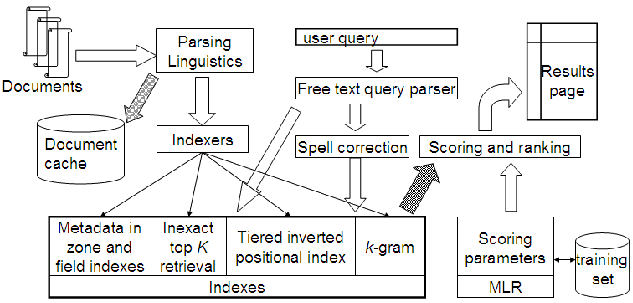 Documents
Parsing
Linguistics
user query
Free text query parser
Results
page
Document
cache
Indexers
Spell correction
Scoring and ranking
Metadata in
zone and
field indexes
Inexact
top K
retrieval
Tiered inverted
positional index
k-gram
Indexes
Scoring
parameters
MLR
training
set